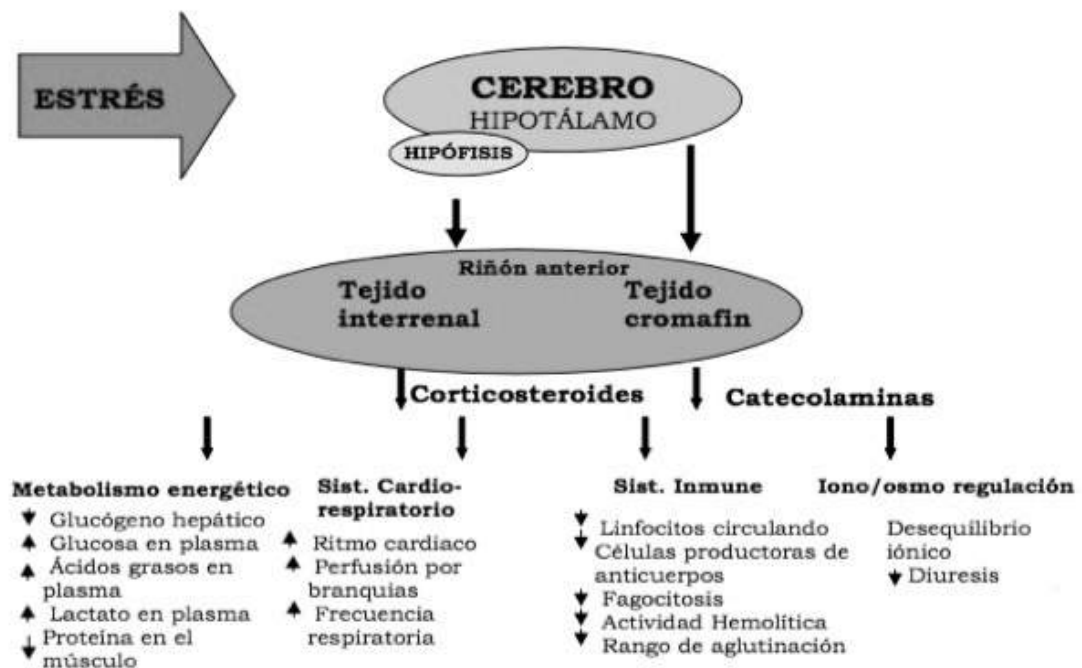 ESTRÉS
CEREBRO
HIPOTÁLAMO
HIPÓFISIS
Riñón anterior
Tejido
interrenal
Tejido
cromafin
Corticosteroides
Catecolaminas
Metabolismo energético
Glucógeno hepático
Glucosa en plasma
Ácidos grasos en
plasma
Lactato en plasma
Proteína en el
músculo
Sist. Cardio-
respiratorio
Ritmo cardiaco
Perfusión por
branquias
Frecuencia
respiratoria
Sist. Inmune
Linfocitos circulando
Células productoras de
anticuerpos
Fagocitosis
Actividad Hemolítica
Rango de aglutinación
Iono/osmo regulación
Desequilibrio
iónico
Diuresis